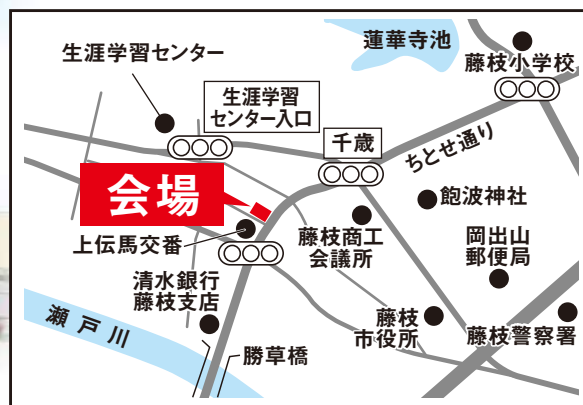 蓮華寺池
生涯学習センター
藤枝小学校
生涯学習
センター入口
千歳
ちとせ通り
会場
飽波神社
上伝馬交番
藤枝商工
会議所
岡出山
郵便局
清水銀行
藤枝支店
瀬戸川
藤枝
市役所
藤枝警察署
勝草橋